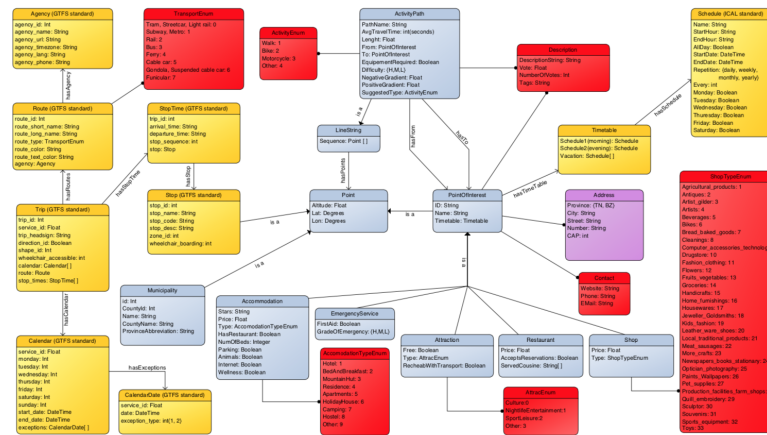 Agency (GTFS standard)
agency_id: Int
agency_name: String
agency_url: String
agency_timezone: String
agency_lang: String
agency_phone: String
TransportEnum
Tram, Streetcar, Light rail: 0
Subway, Metro: 1
Rail: 2
Bus: 3
Ferry: 4
Cable car: 5
Gondola, Suspended cable car: 6
Funicular: 7
ActivityEnum
Walk: 1
Bike: 2
Motorcycle: 3
Other: 4
ActivityPath
PathName: String
AvgTravelTime: int(seconds)
Lenght: Float
From: PointOfInterest
To: PointOfInterest
EquipmentRequired: Boolean
Difficulty: {H,M,L}
NegativeGradient: Float
PositiveGradient: Float
SuggestedType: ActivityEnum
Description
DescriptionString: String
Vote: Float
NumberOfVotes: Int
Tags: String
Schedule (ICAL standard)
Name: String
StartHour: String
EndHour: String
AllDay: Boolean
StartDate: DateTime
EndDate: DateTime
Repetition: {daily, weekly,
monthly, yearly}
Every: int
Monday: Boolean
Tuesday: Boolean
Wednesday: Boolean
Thursday: Boolean
Friday: Boolean
Saturday: Boolean
hasAgency
Route (GTFS standard)
route_id: Int
route_short_name: String
route_long_name: String
route_type: TransportEnum
route_color: String
route_text_color: String
agency: Agency
StopTime (GTFS standard)
trip_id: int
arrival_time: String
departure_time: String
stop_sequence: int
stop: Stop
is a
LineString
Sequence: Point [ ]
hasFrom
hasTo
hasSchedule
Timetable
Schedule1(morning): Schedule
Schedule2(evening): Schedule
Vacation: Schedule[ ]
hasRoutes
hasStopTime
hasStop
hasPoints
hasTimeTable
ShopTypeEnum
Agricultural_products: 1
Antiques: 2
Artist_gilder: 3
Artists: 4
Beverages: 5
Bikes: 6
Bread_baked_goods: 7
Cleanings: 8
Computer_accessories_technolog
Drugstore: 10
Fashion_clothing: 11
Flowers: 12
Fruits_vegetables: 13
Groceries: 14
Handicrafts: 15
Home_furnishings: 16
Housewares: 17
Jeweller_Goldsmiths: 18
Kids_fashion: 19
Leather_ware_shoes: 20
Local_traditional_products: 21
Meat_sausages: 22
More_crafts: 23
Newspapers_books_stationary: 24
Optician_photography: 25
Paints_Wallpapers: 26
Pet_supplies: 27
Production_facilities_farm_shops:
Quilt_embroidery: 29
Sculptor: 30
Souvenirs: 31
Sports_equipment: 32
Toys: 33
Trip (GTFS standard)
trip_id: Int
service_id: Float
trip_headsign: String
direction_id: Boolean
shape_id: Int
wheelchair_accessible: int
calendar: Calendar[ ]
route: Route
stop_times: StopTime[ ]
Stop (GTFS standard)
stop_id: int
stop_name: String
stop_code: String
stop_desc: String
zone_id: int
wheelchair_boarding: int
is a
Point
Altitude: Float
Lat: Degrees
Lon: Degrees
is a
PointOfInterest
ID: String
Name: String
Timetable: Timetable
Address
Province: {TN, BZ}
City: String
Street: String
Number: String
CAP: int
is a
is a
Municipality
id: Int
CountyId: Int
Name: String
CountyName: String
ProvinceAbbreviation: String
Contact
Website: String
Phone: String
EMail: String
hasCalendar
Calendar (GTFS standard)
service_id: Float
monday: Int
tuesday: Int
wednesday: Int
thursday: Int
friday: Int
saturday: Int
sunday: Int
start_date: DateTime
end_date: DateTime
exceptions: CalendarDate[ ]
hasExceptions
CalendarDate (GTFS standard)
service_id: Float
date: DateTime
exception_type: int{1, 2}
Accommodation
Stars: String
Price: Float
Type: AccomodationTypeEnum
HasRestaurant: Boolean
NumOfBeds: Integer
Parking: Boolean
Animals: Boolean
Internet: Boolean
Wellness: Boolean
EmergencyService
FirstAid: Boolean
GradeOfEmergency: {H,M,L}
AccomodationTypeEnum
Hotel: 1
BedAndBreakfast: 2
MountainHut: 3
Residence: 4
Apartments: 5
HolidayHouse: 6
Camping: 7
Hostel: 8
Other: 9
Attraction
Free: Boolean
Type: AttractEnum
RecheabWithTransport: Boolean
Restaurant
Price: Float
AcceptsReservations: Boolean
ServedCousine: String[ ]
Shop
Price: Float
Type: ShopTypeEnum
AttradEnum
Culture:0
NightlifeEntertainment:1
SportLeisure:2
Other: 3